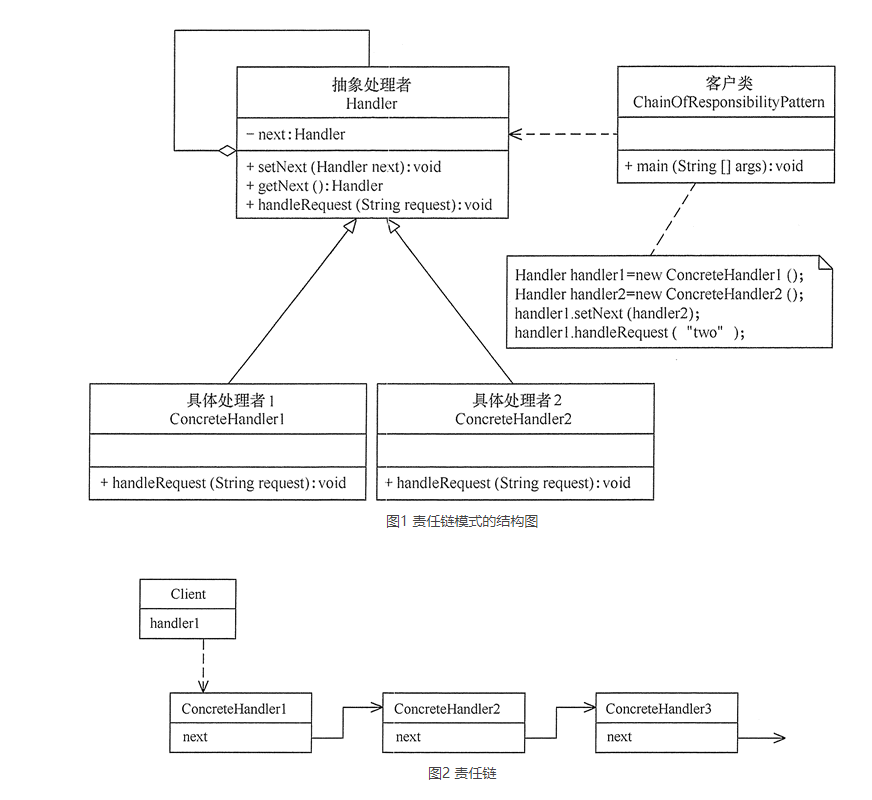 抽象处理者
Handler
- next:Handler
+ setNext (Handler next):void
+ getNext ():Handler
+ handleRequest (String request):void
客户类
ChainOfResponsibilityPattern
+ main (String [] args):void
Handler handler1=new ConcreteHandler1 ();
Handler handler2=new ConcreteHandler2 ();
handler1.setNext (handler2);
handler1.handleRequest ( "two" );
具体处理者1
ConcreteHandler1
+ handleRequest (String request):void
具体处理者2
ConcreteHandler2
+ handleRequest (String request):void
图1 责任链模式的结构图
Client
handler1
ConcreteHandler1
next
ConcreteHandler2
next
ConcreteHandler3
next
图2 责任链